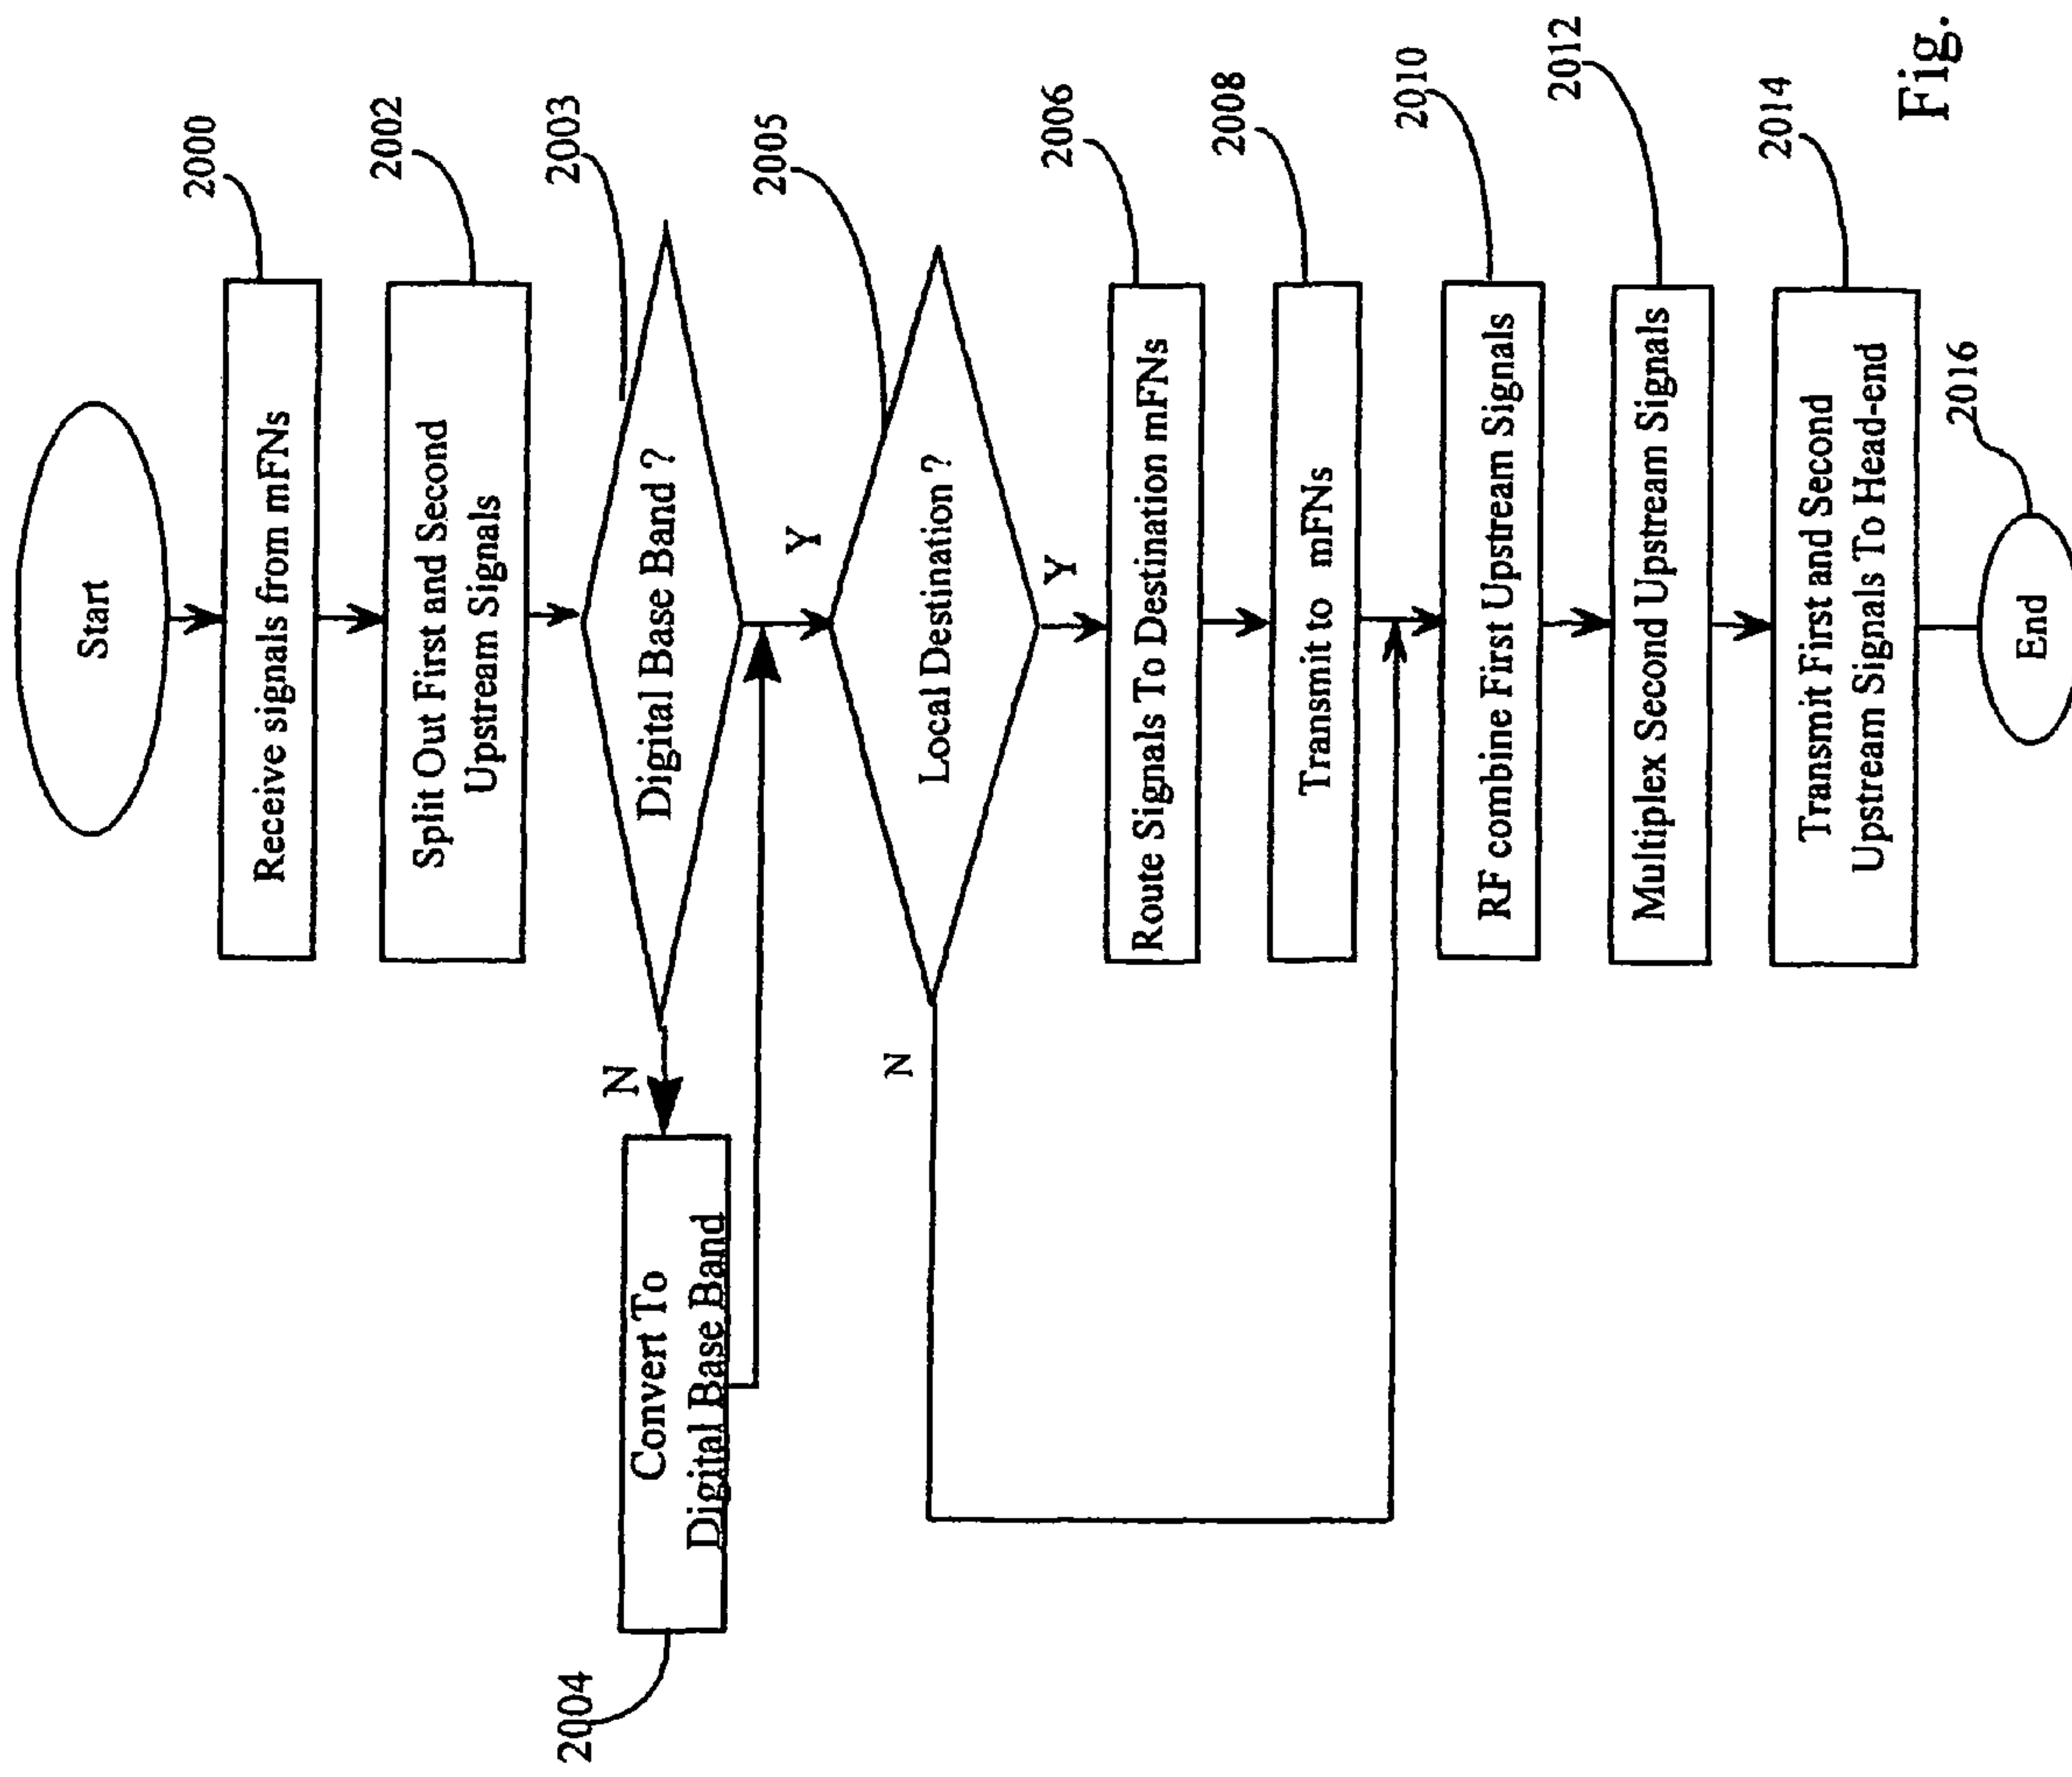 Start
2000
Receive signals from mFNs
2002
Split Out First and Second
Upstream Signals
2003
Digital Base Band ?
N
2004
Convert To
Digital Base Band
Y
2005
Local Destination ?
N
Y
2006
Route Signals To Destination mFNs
2008
Transmit to mFNs
2010
RF combine First Upstream Signals
2012
Multiplex Second Upstream Signals
2014
Transmit First and Second
Upstream Signals To Head-end
2016
End
Fig.